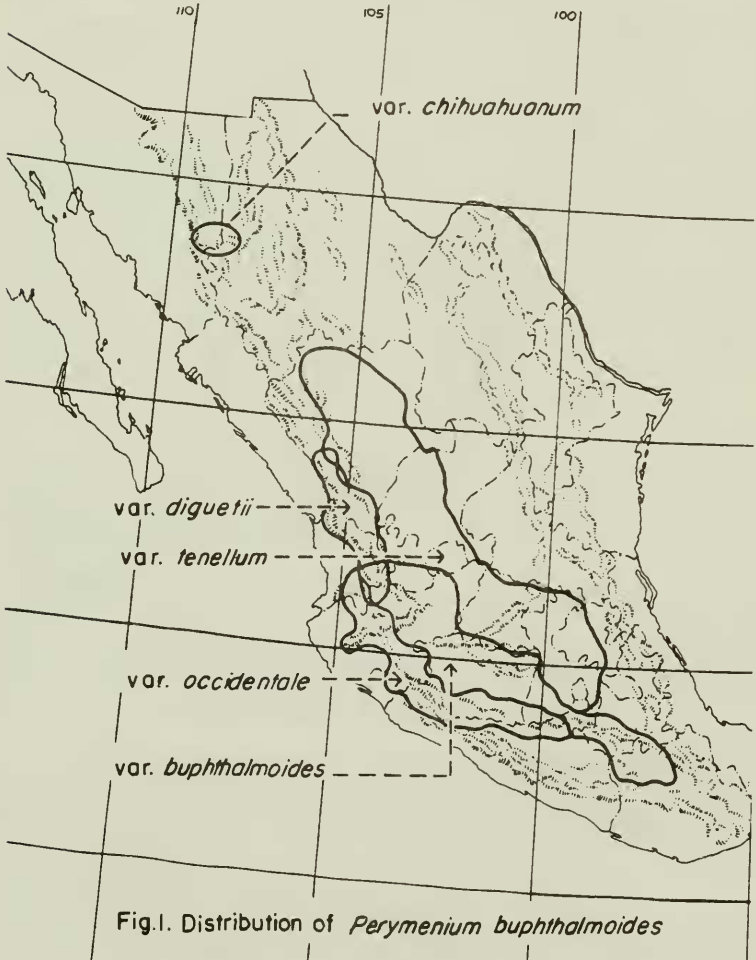 110 105 100
var. chihuahuanum
var. diguetii
var. tenellum
var. occidentale
var. buphthalmoides
Fig.1. Distribution of Perymenium buphthalmoides